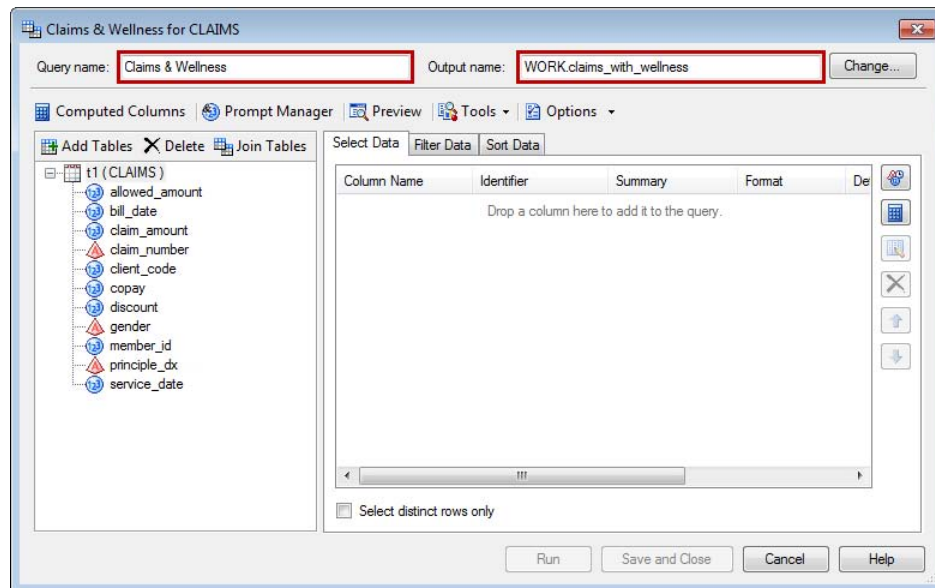 Claims & Wellness for CLAIMS
Query name: Claims & Wellness Output name: WORK.claims_with_wellness Change...
Computed Columns Prompt Manager Preview Tools Options
Add Tables Delete Join Tables
Select Data Filter Data Sort Data
t1 (CLAIMS)
allowed_amount
bill_date
claim_amount
claim_number
client_code
copay
discount
gender
member_id
principle_dx
service_date
Column Name Identifier Summary Format De
Drop a column here to add it to the query.
Select distinct rows only
Run Save and Close Cancel Help